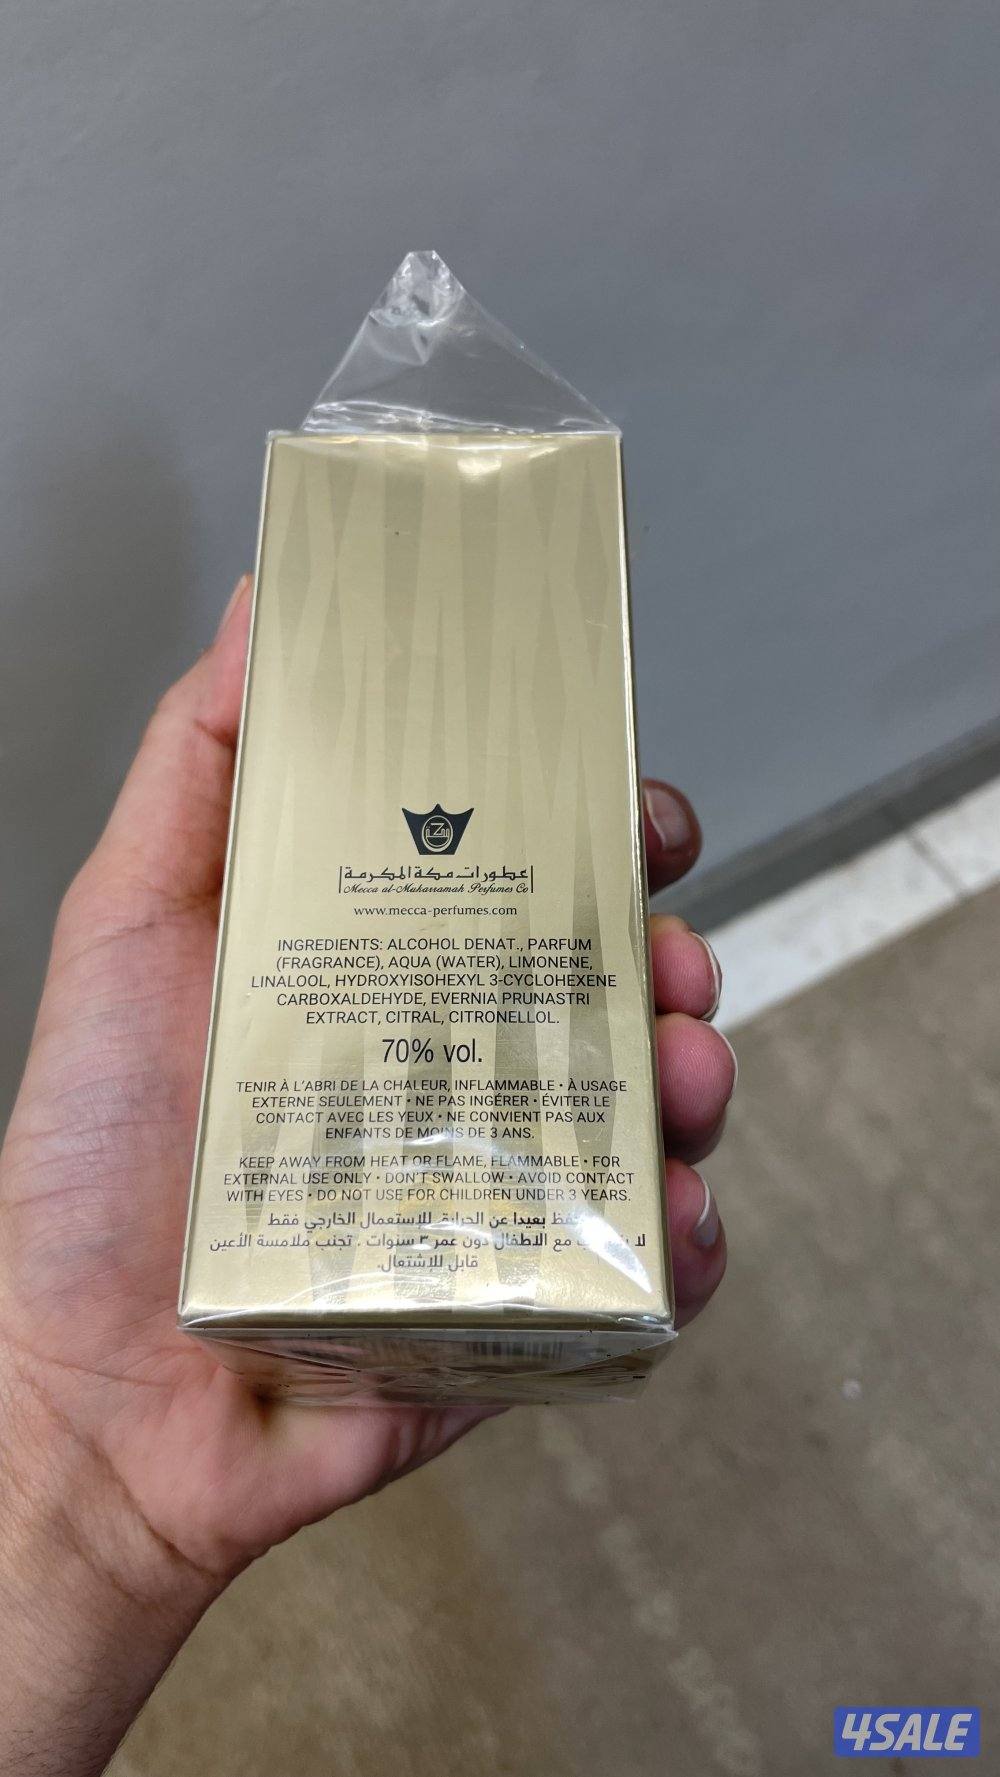 عطورات مكة المكرمة
Mecca al-Mukarramah Perfumes Co
www.mecca-perfumes.com
INGREDIENTS: ALCOHOL DENAT., PARFUM
(FRAGRANCE), AQUA (WATER), LIMONENE,
LINALOOL, HYDROXYISOHEXYL 3-CYCLOHEXENE
CARBOXALDEHYDE, EVERNIA PRUNASTRI
EXTRACT, CITRAL, CITRONELLOL.
70% vol.
TENIR À L'ABRI DE LA CHALEUR, INFLAMMABLE • À USAGE
EXTERNE SEULEMENT • NE PAS INGÉRER • ÉVITER LE
CONTACT AVEC LES YEUX • NE CONVIENT PAS AUX
ENFANTS DE MOINS DE 3 ANS.
KEEP AWAY FROM HEAT OR FLAME, FLAMMABLE • FOR
EXTERNAL USE ONLY • DON'T SWALLOW • AVOID CONTACT
WITH EYES • DO NOT USE FOR CHILDREN UNDER 3 YEARS.
بعيدا عن الحرارة. للإستعمال الخارجي فقط
لا مع الاطفال دون عمر ٣ سنوات . تجنب ملامسة الأعين
قابل للإشتعال.
4SALE